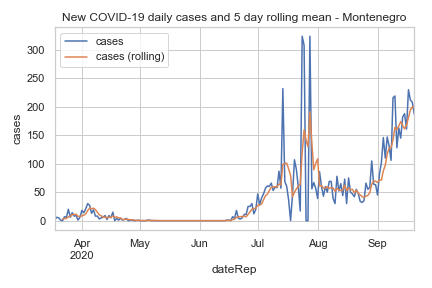 New COVID-19 daily cases and 5 day rolling mean - Montenegro
cases
cases (rolling)
300
250
200
150
100
50
0
cases
Apr
2020
May
Jun
Jul
Aug
Sep
dateRep